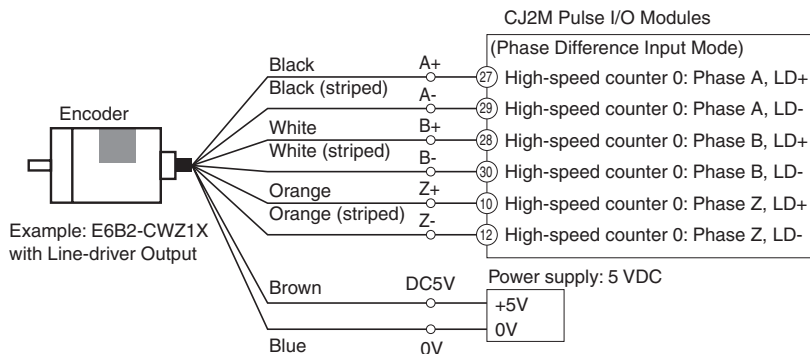 CJ2M Pulse I/O Modules
(Phase Difference Input Mode)
Encoder
Example: E6B2-CWZ1X
with Line-driver Output
Black A+ 27 High-speed counter 0: Phase A, LD+
Black (striped) A- 29 High-speed counter 0: Phase A, LD-
White B+ 28 High-speed counter 0: Phase B, LD+
White (striped) B- 30 High-speed counter 0: Phase B, LD-
Orange Z+ 10 High-speed counter 0: Phase Z, LD+
Orange (striped) Z- 12 High-speed counter 0: Phase Z, LD-
Power supply: 5 VDC
Brown DC5V +5V
Blue 0V 0V